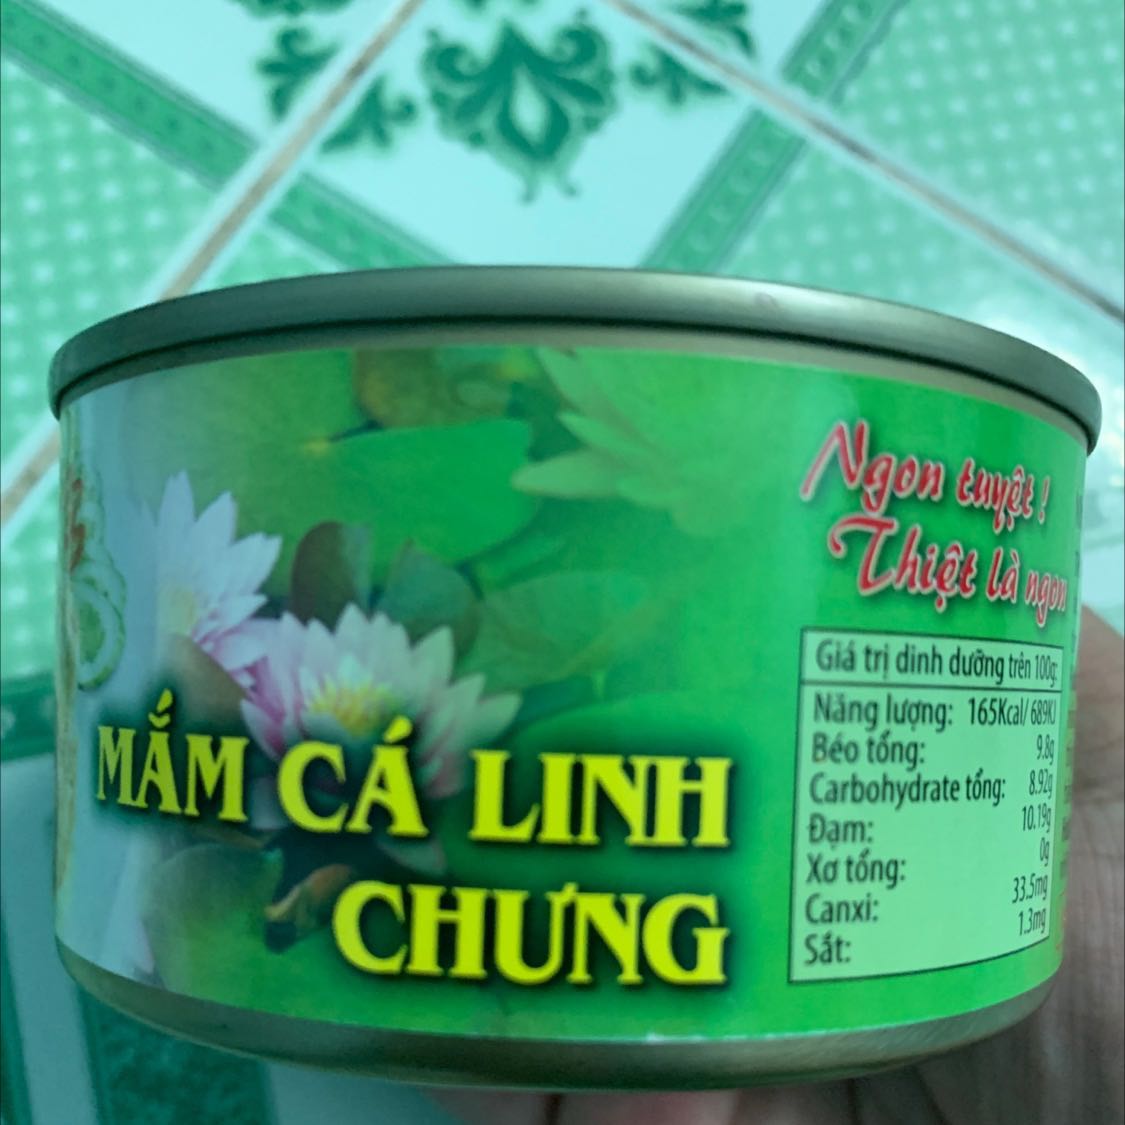 Ngon tuyệt !
Thiệt là ngon
MẮM CÁ LINH
CHƯNG
Giá trị dinh dưỡng trên 100g:
Năng lượng: 165Kcal/ 689KJ
Béo tổng: 9.8g
Carbohydrate tổng: 8.92g
Đạm: 10.19g
Xơ tổng: 0g
Canxi: 33.5mg
Sắt: 1.3mg